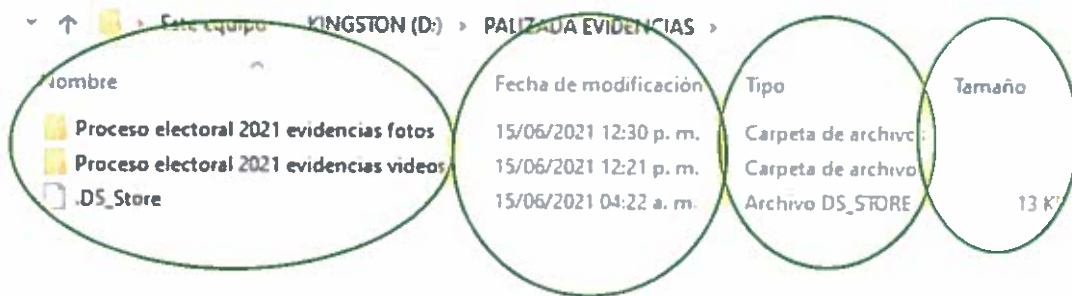 Este equipo > KINGSTON (D:) > PALIZADA EVIDENCIAS >
Nombre Fecha de modificación Tipo Tamaño
Proceso electoral 2021 evidencias fotos 15/06/2021 12:30 p. m. Carpeta de archivos
Proceso electoral 2021 evidencias videos 15/06/2021 12:21 p. m. Carpeta de archivo
.DS_Store 15/06/2021 04:22 a. m. Archivo DS_STORE 13 K